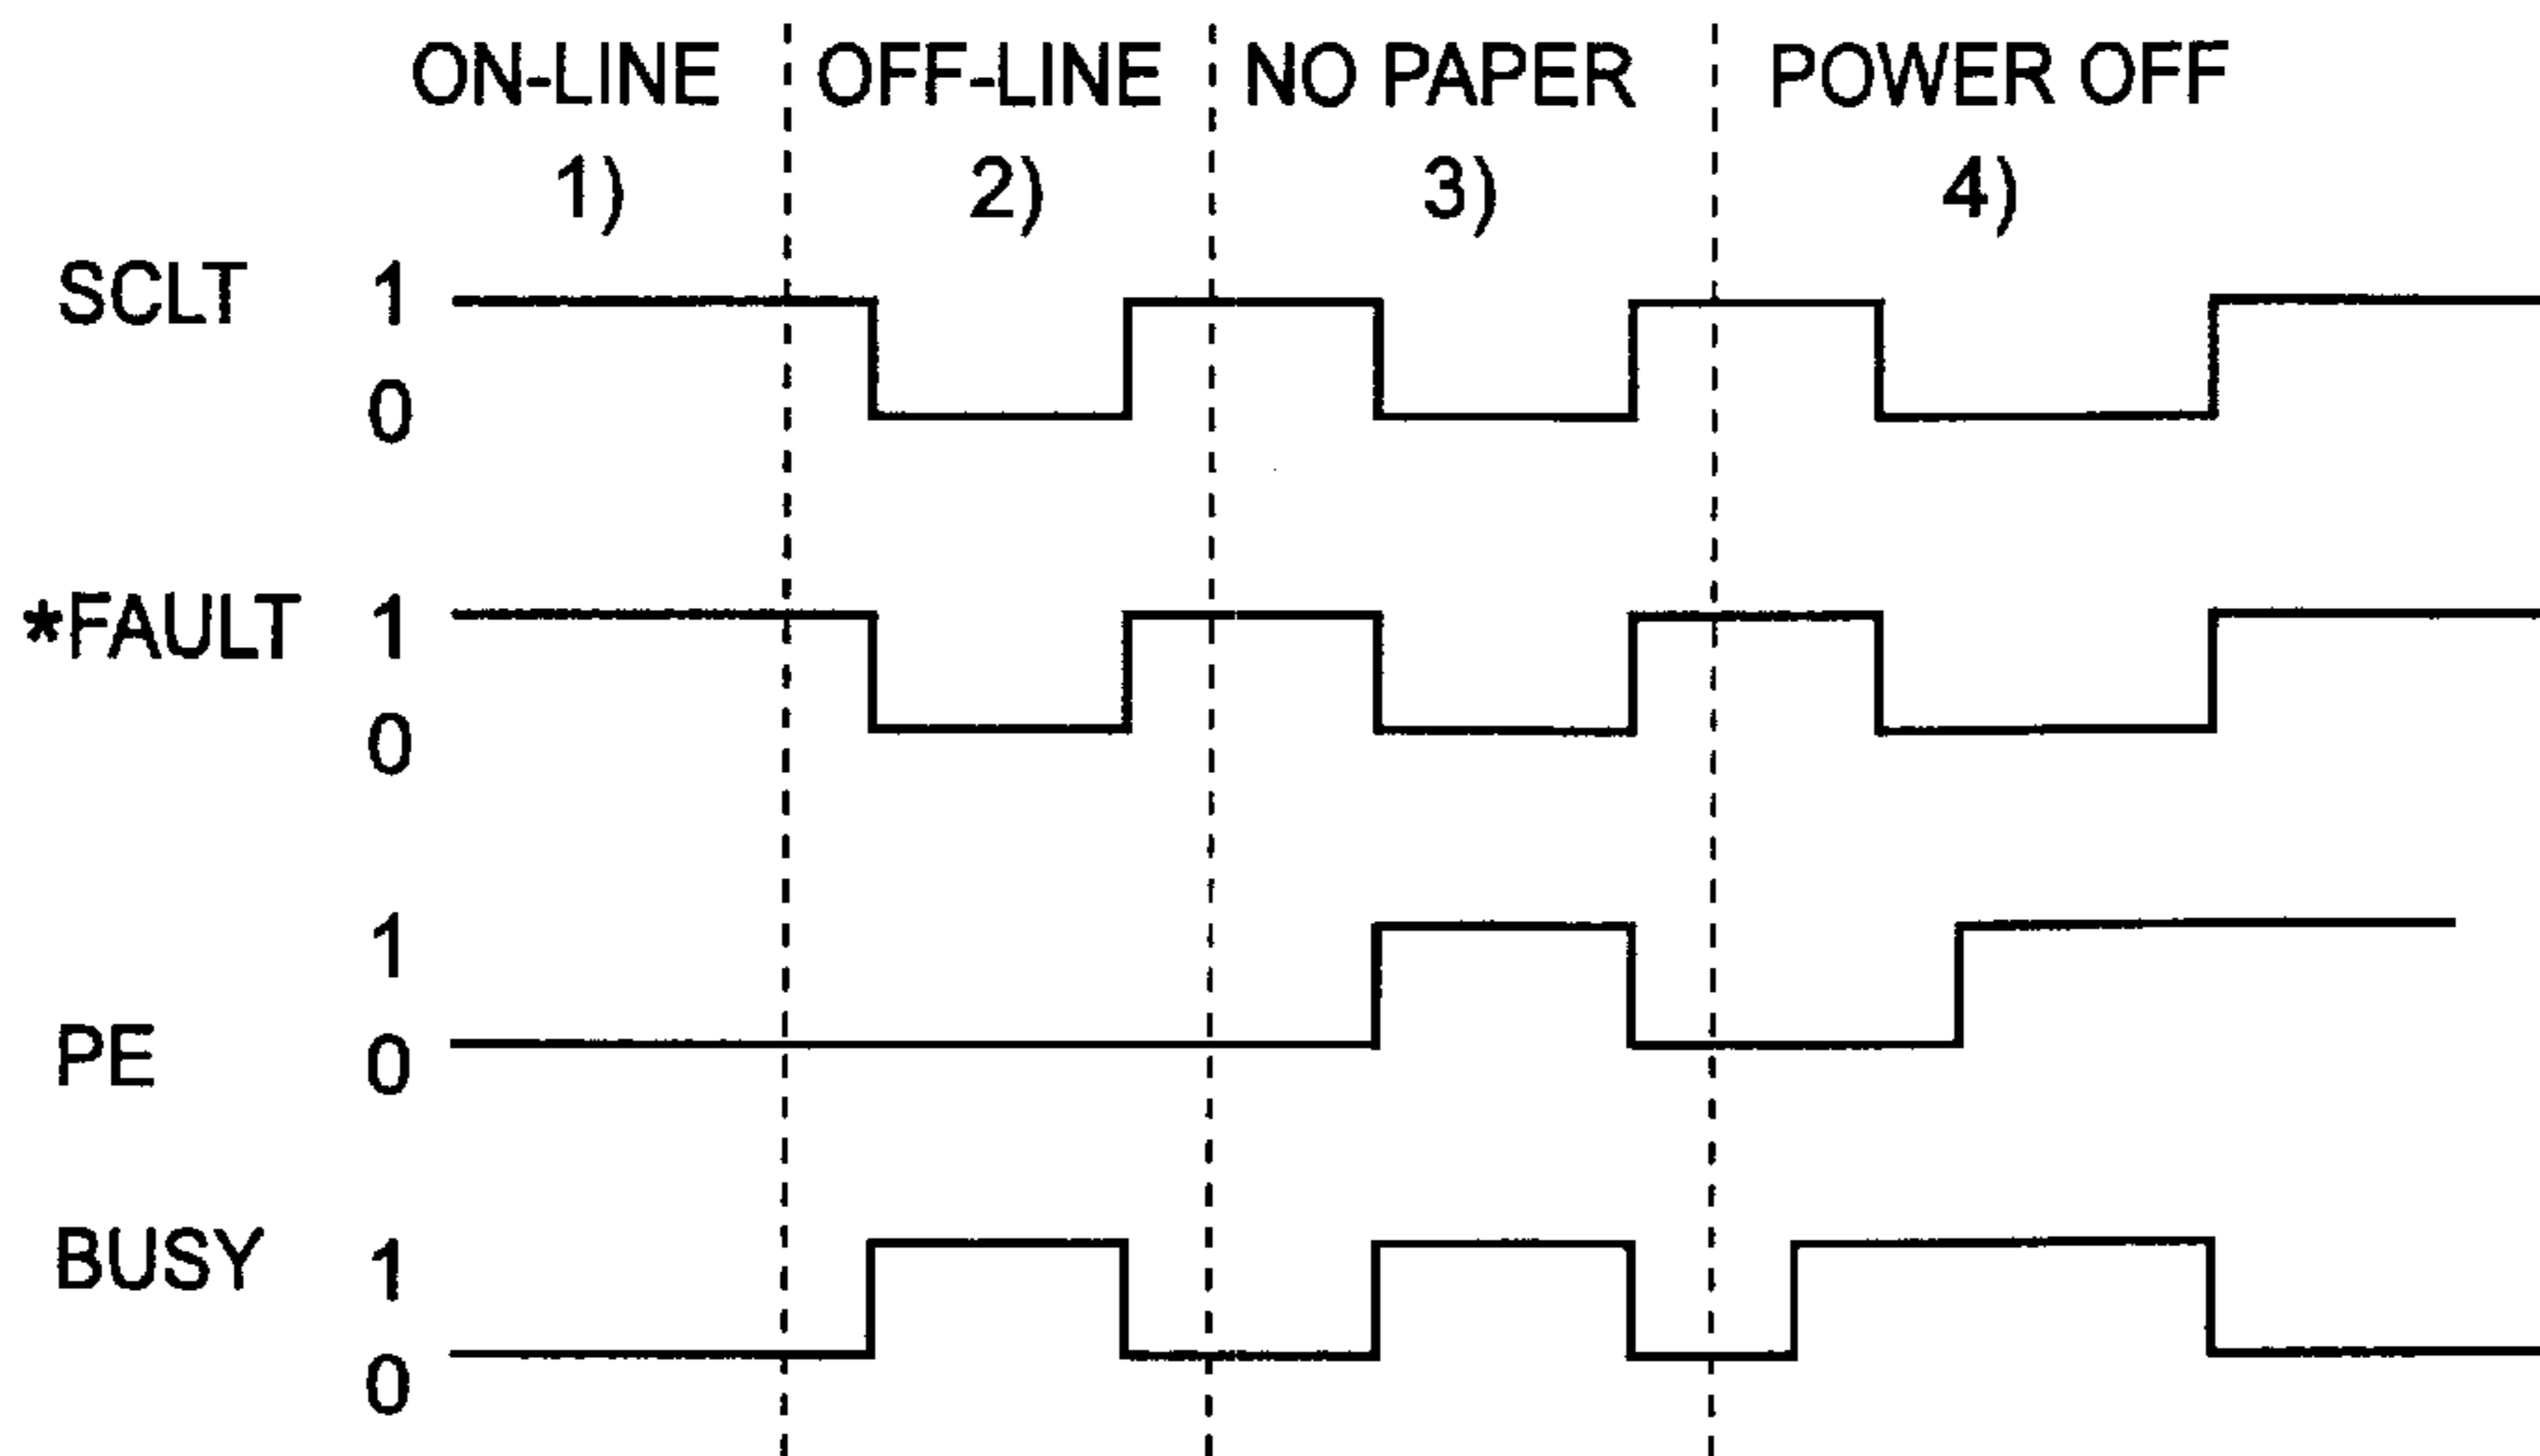 ON-LINE OFF-LINE NO PAPER POWER OFF
1) 2) 3) 4)
SCLT 1
0
*FAULT 1
0
1
PE 0
BUSY 1
0